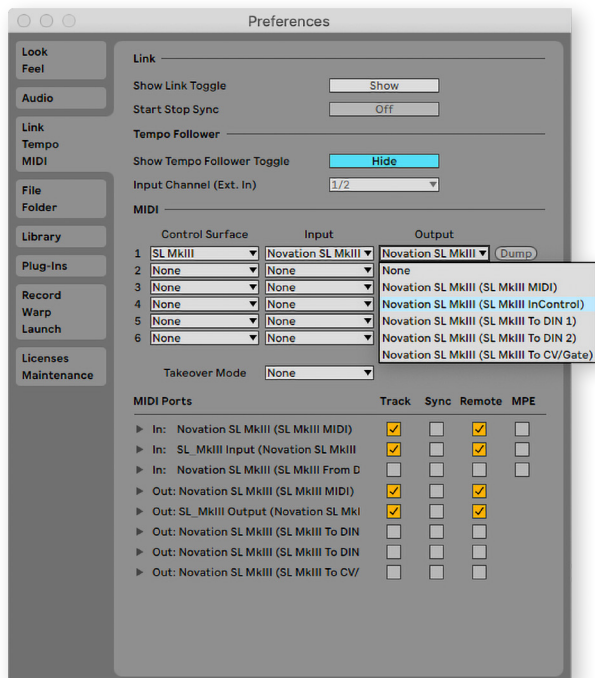 Preferences
Look
Feel
Audio
Link
Tempo
MIDI
File
Folder
Library
Plug-Ins
Record
Warp
Launch
Licenses
Maintenance
Link
Show Link Toggle Show
Start Stop Sync Off
Tempo Follower
Show Tempo Follower Toggle Hide
Input Channel (Ext. In) 1/2
MIDI
Control Surface Input Output
1 SL MkIII Novation SL MkIII Novation SL MkIII Dump
2 None None None
3 None None Novation SL MkIII (SL MkIII MIDI)
4 None None Novation SL MkIII (SL MkIII InControl)
5 None None Novation SL MkIII (SL MkIII To DIN 1)
6 None None Novation SL MkIII (SL MkIII To DIN 2)
Novation SL MkIII (SL MkIII To CV/Gate)
Takeover Mode None
MIDI Ports Track Sync Remote MPE
In: Novation SL MkIII (SL MkIII MIDI)
In: SL_MkIII Input (Novation SL MkIII
In: Novation SL MkIII (SL MkIII From D
Out: Novation SL MkIII (SL MkIII MIDI)
Out: SL_MkIII Output (Novation SL MkI
Out: Novation SL MkIII (SL MkIII To DIN
Out: Novation SL MkIII (SL MkIII To DIN
Out: Novation SL MkIII (SL MkIII To CV/